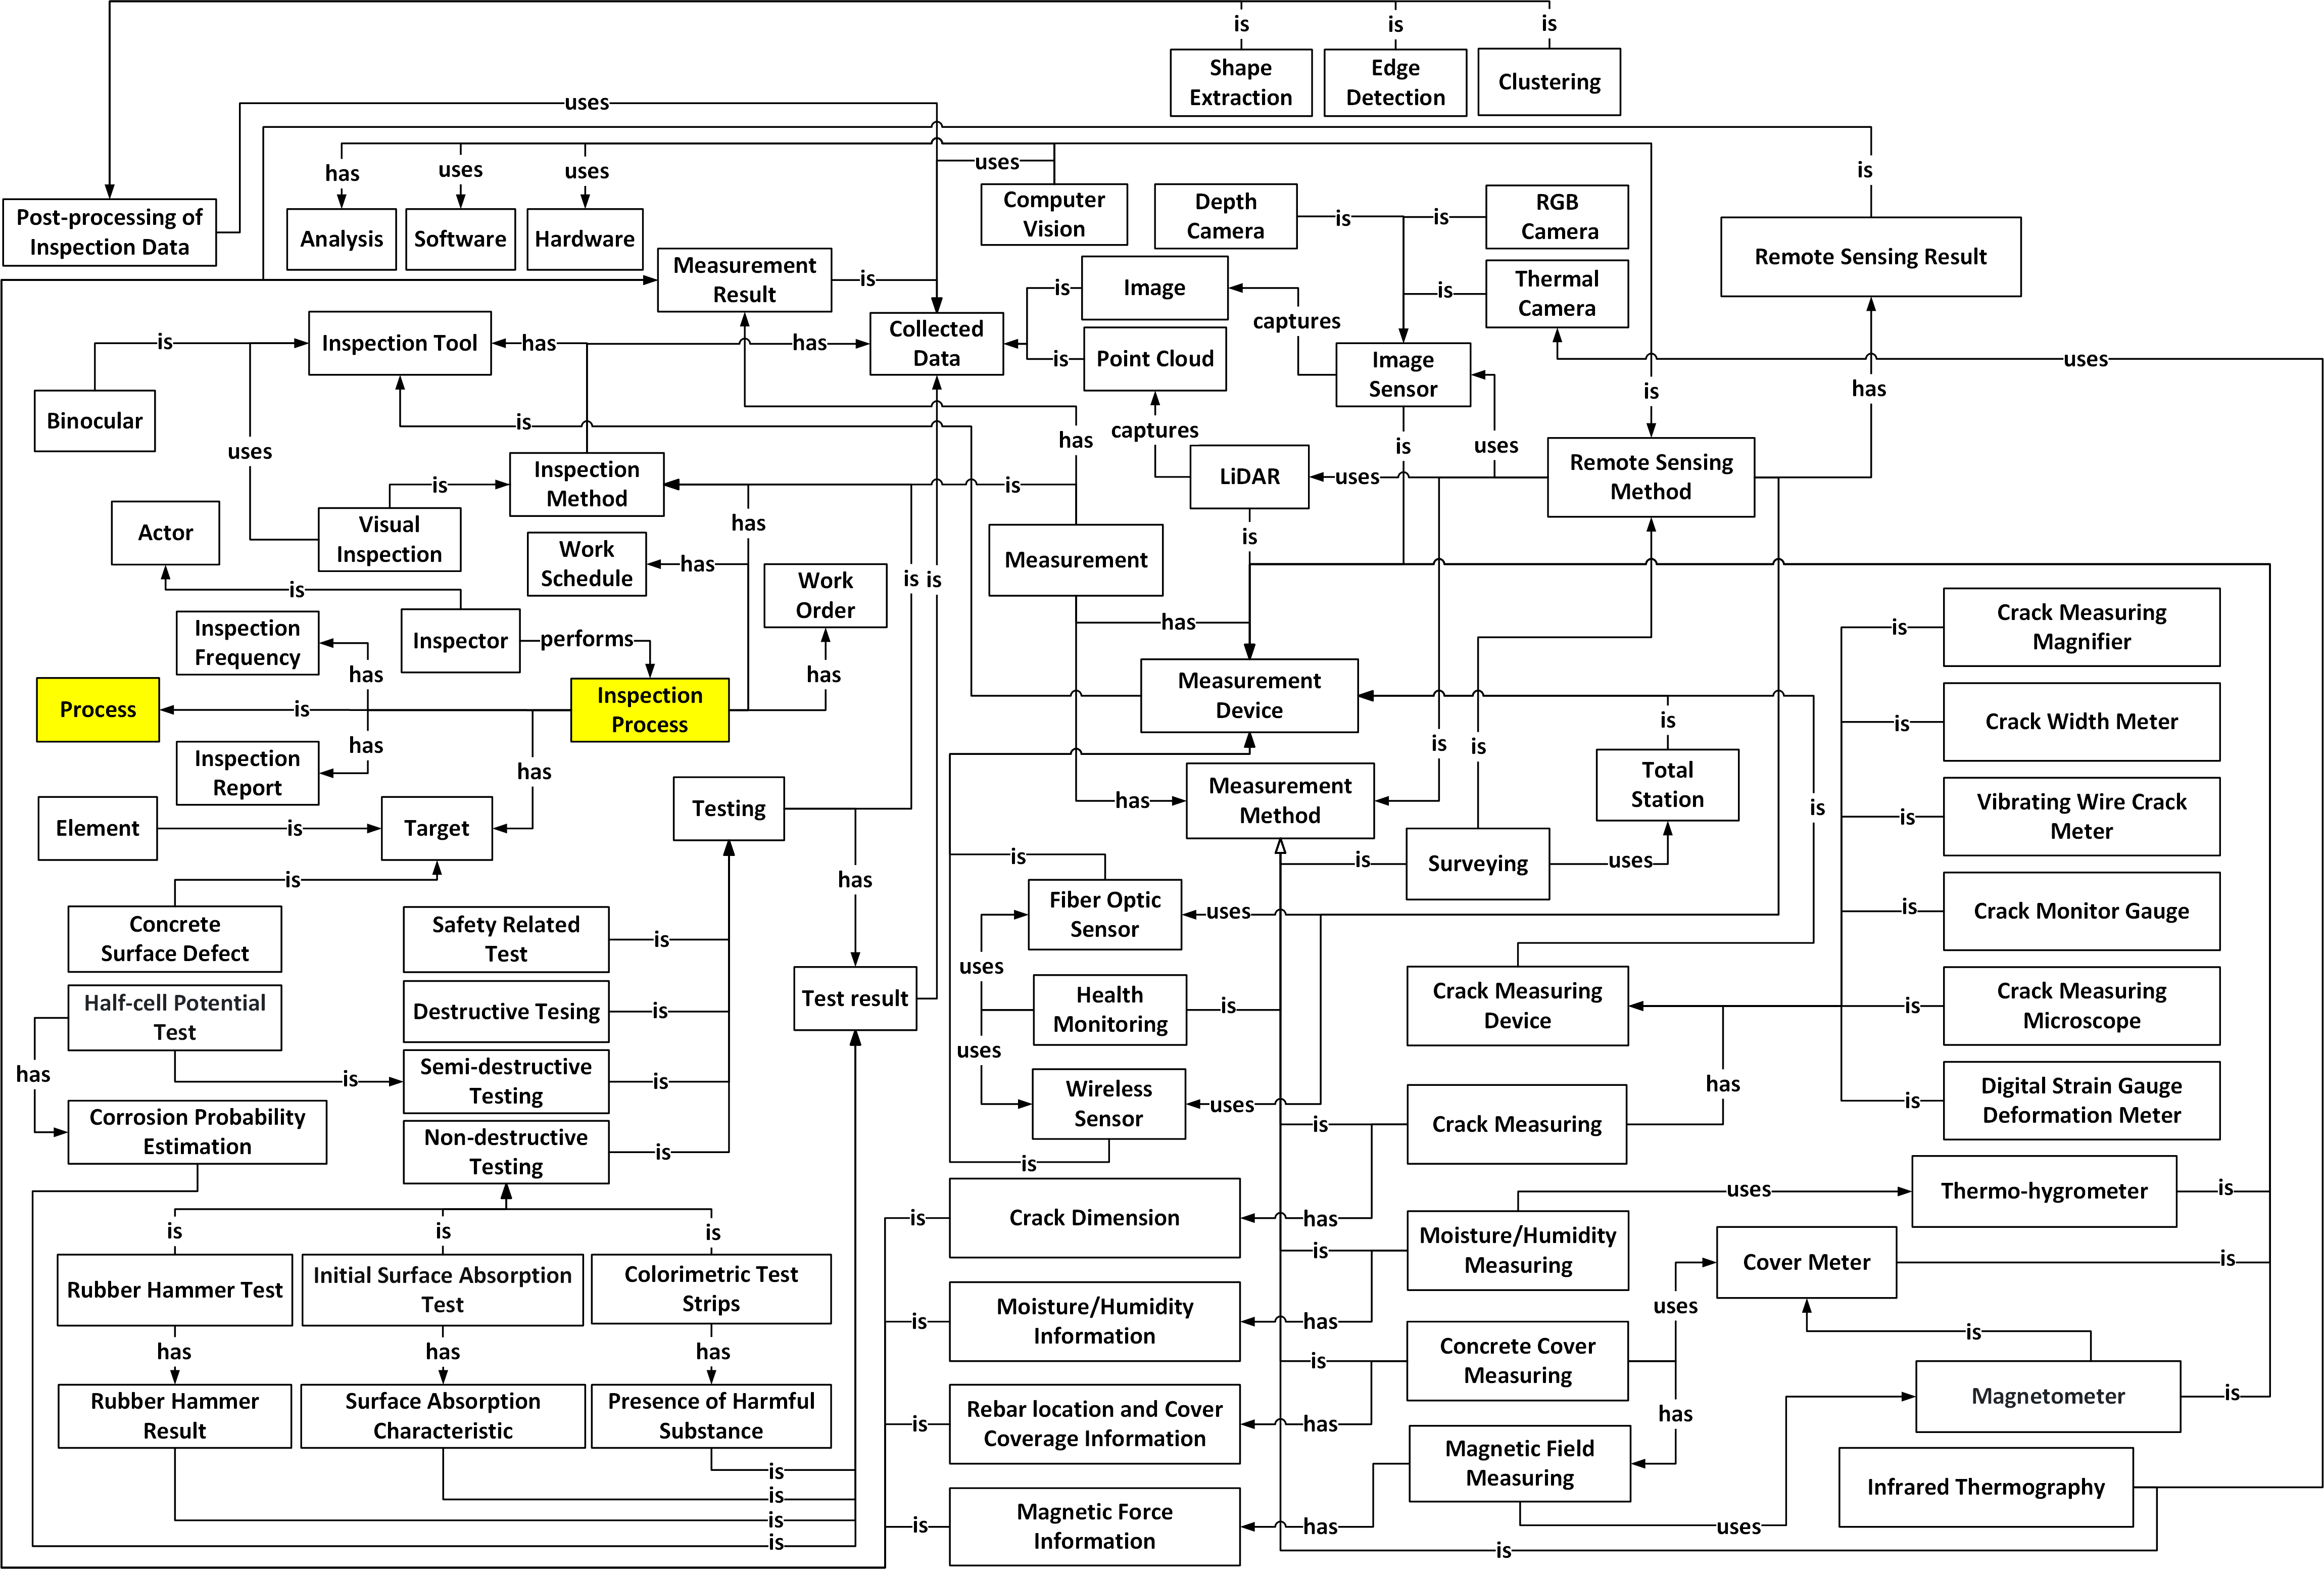 is
is
is
Shape
Extraction
Edge
Detection
Clustering
uses
has
uses
uses
uses
is
Post-processing of
Inspection Data
Analysis
Software
Hardware
Computer
Vision
Depth
Camera
is
is
RGB
Camera
Remote Sensing Result
Measurement
Result
is
is
Image
is
Thermal
Camera
captures
is
Inspection Tool
has
has
Collected
Data
is
Point Cloud
Image
Sensor
uses
is
has
Binocular
is
uses
captures
has
is
uses
Inspection
Method
is
is
LiDAR
uses
Remote Sensing
Method
Actor
Visual
Inspection
has
is
Measurement
Work
Schedule
has
is
is
Work
Order
is
Inspection
Frequency
Inspector
performs
has
Crack Measuring
Magnifier
is
has
has
Process
is
Inspection
Process
Measurement
Device
is
Crack Width Meter
is
has
Inspection
Report
has
is
is
Total
Station
Measurement
Method
has
Vibrating Wire Crack
Meter
is
is
Element
is
Target
Testing
is
is
Surveying
uses
is
has
Concrete
Surface Defect
Safety Related
Test
is
Fiber Optic
Sensor
uses
Crack Monitor Gauge
is
uses
Half-cell Potential
Test
Destructive Tesing
is
Test result
Health
Monitoring
is
Crack Measuring
Device
Crack Measuring
Microscope
is
uses
has
is
Semi-destructive
Testing
is
Wireless
Sensor
uses
has
Digital Strain Gauge
Deformation Meter
is
Corrosion Probability
Estimation
Non-destructive
Testing
is
is
is
Crack Measuring
Crack Dimension
is
has
uses
Thermo-hygrometer
is
is
is
is
Moisture/Humidity
Measuring
is
Rubber Hammer Test
Initial Surface Absorption
Test
Colorimetric Test
Strips
Cover Meter
is
uses
Moisture/Humidity
Information
is
has
has
has
has
Concrete Cover
Measuring
is
is
Rubber Hammer
Result
Surface Absorption
Characteristic
Presence of Harmful
Substance
Rebar location and Cover
Coverage Information
is
has
has
Magnetometer
is
is
is
is
is
Magnetic Field
Measuring
Infrared Thermography
Magnetic Force
Information
is
has
uses
is